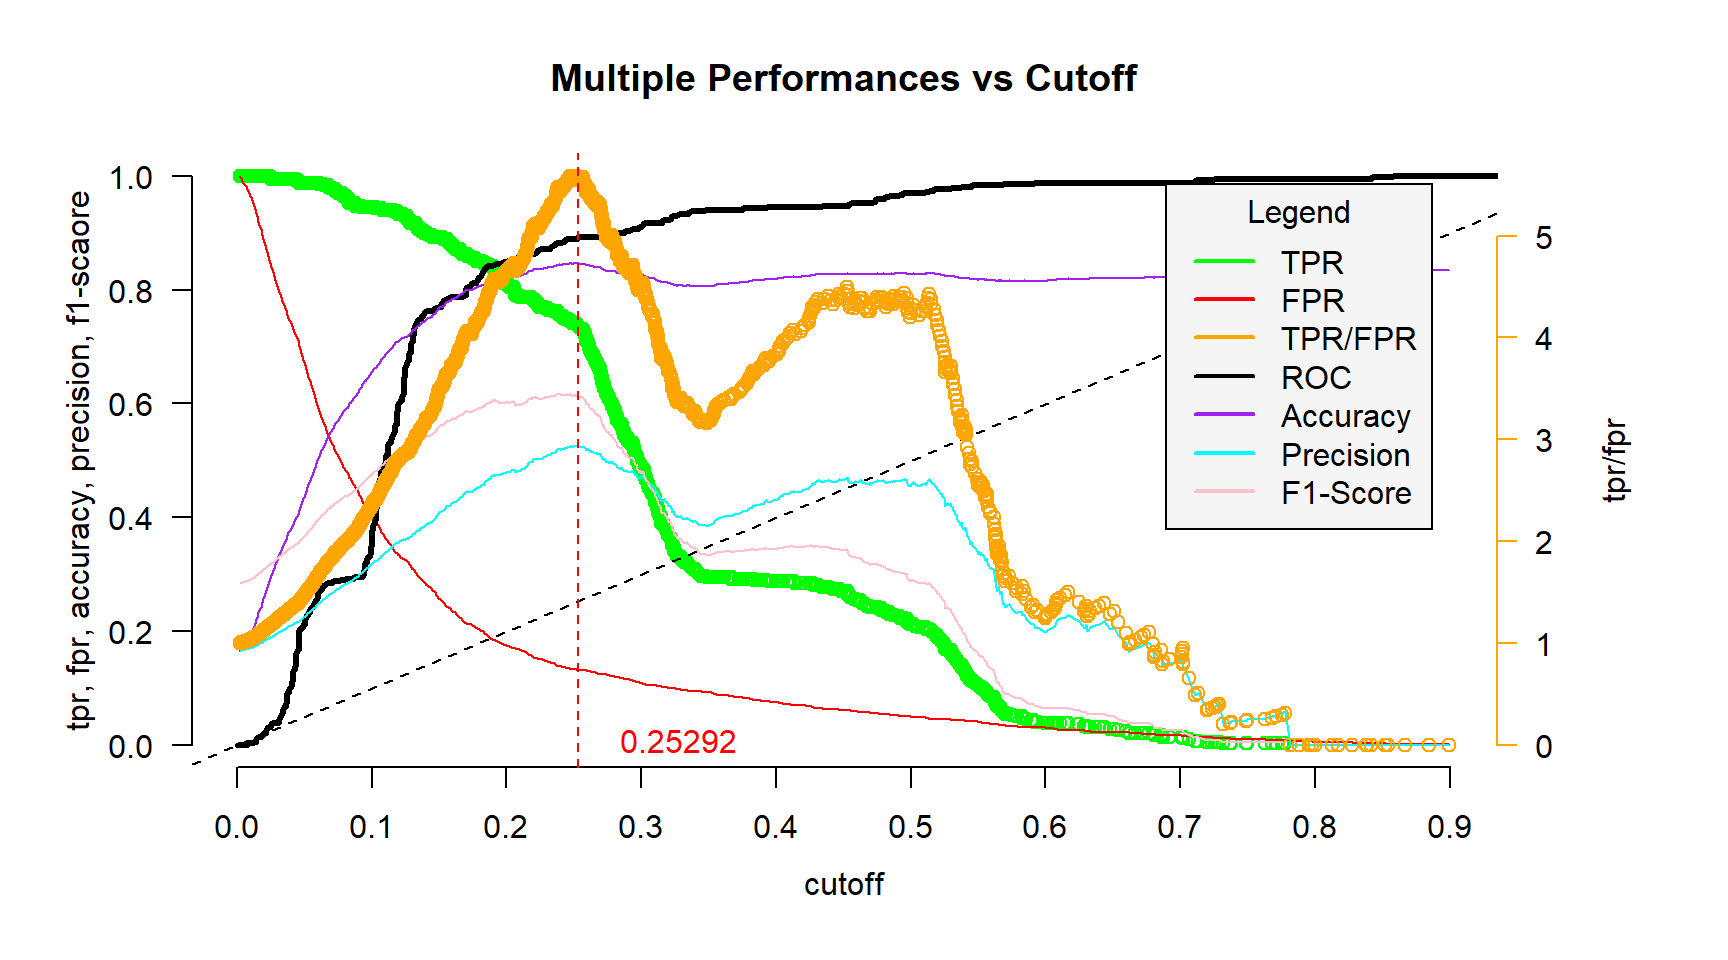 Multiple Performances vs Cutoff
tpr, fpr, accuracy, precision, f1-scaore
1.0
0.8
0.6
0.4
0.2
0.0
Legend
TPR
FPR
TPR/FPR
ROC
Accuracy
Precision
F1-Score
5
4
3
2
1
0
tpr/fpr
0.25292
0.0 0.1 0.2 0.3 0.4 0.5 0.6 0.7 0.8 0.9
cutoff